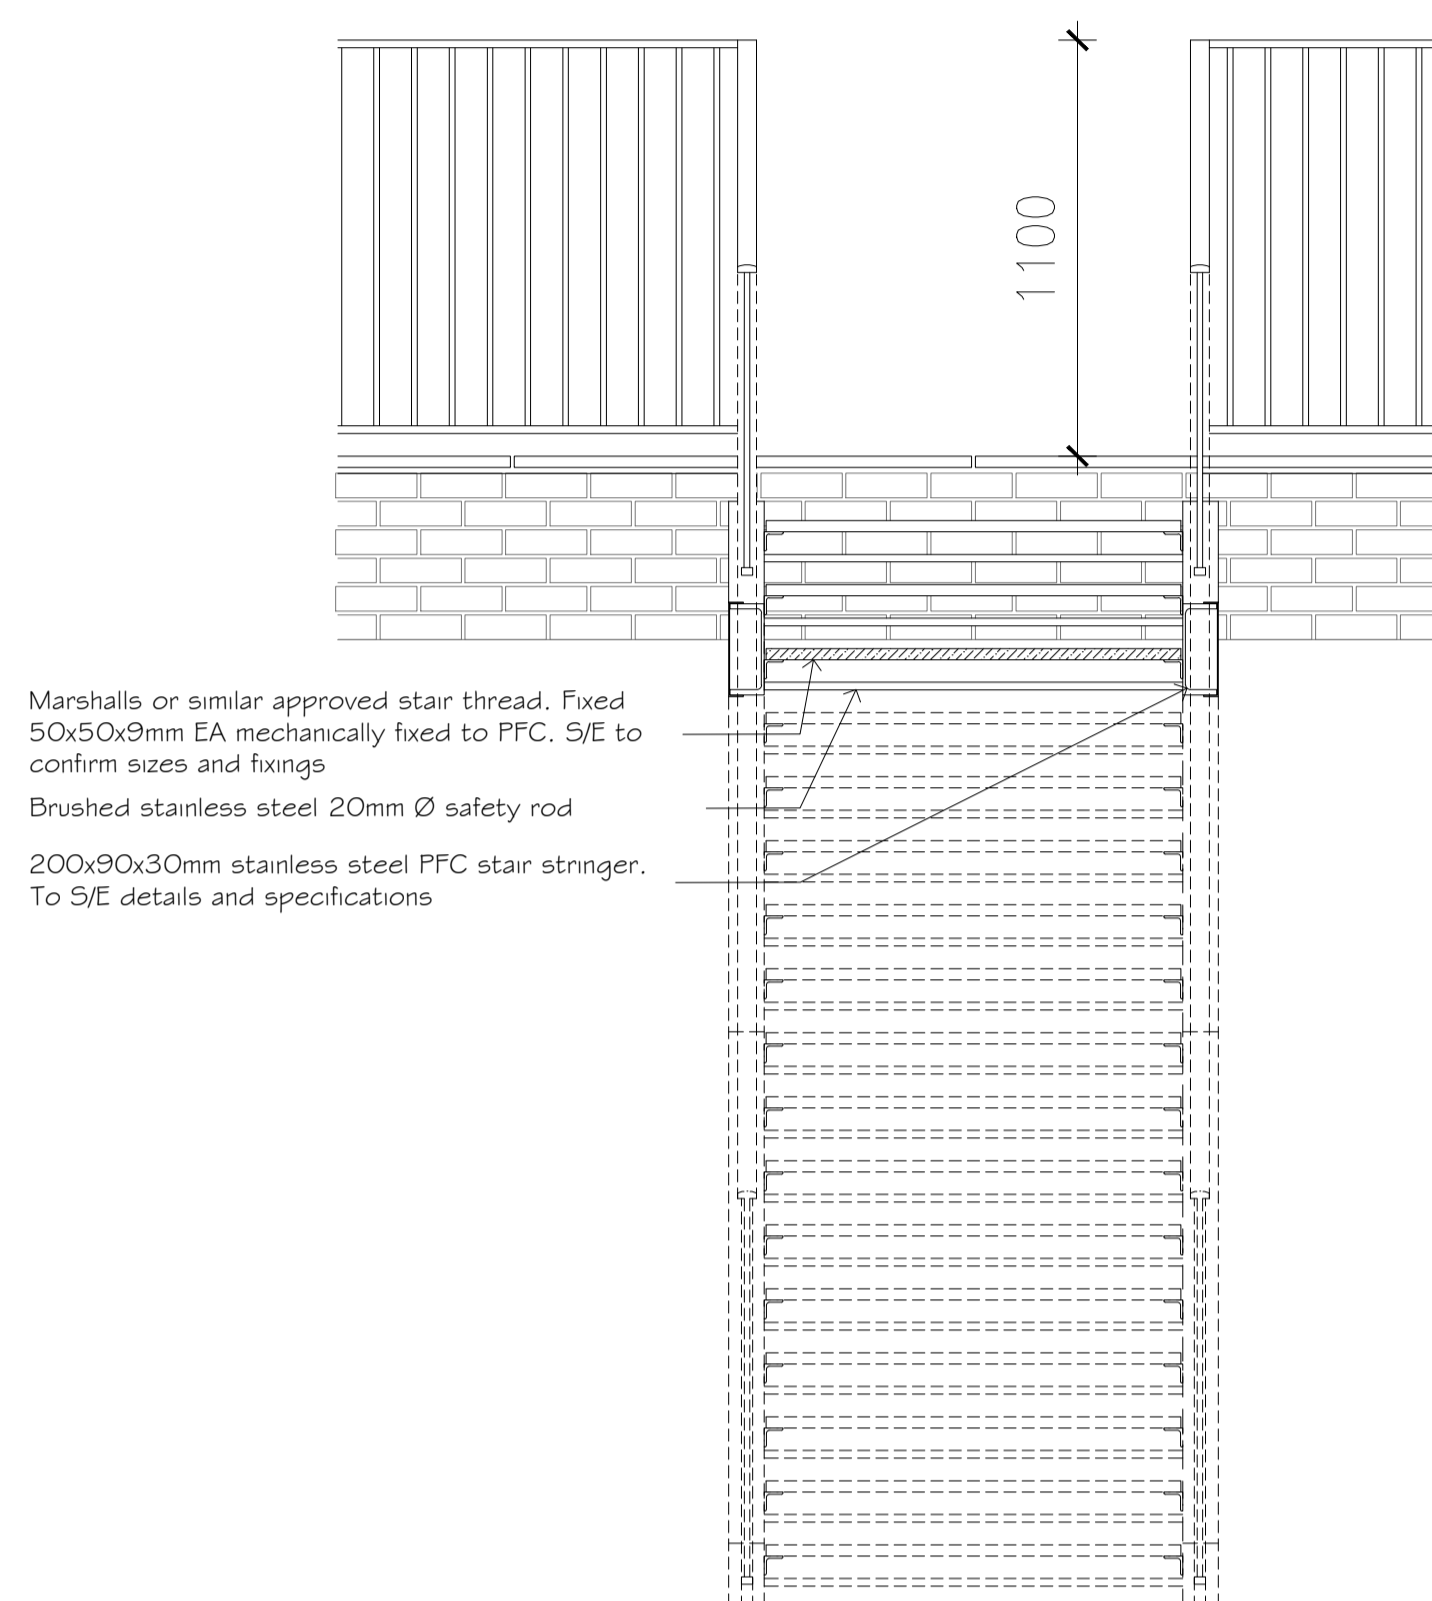 1100
Marshalls or similar approved stair thread. Fixed
50x50x9mm EA mechanically fixed to PFC. S/E to
confirm sizes and fixings
Brushed stainless steel 20mm Ø safety rod
200x90x30mm stainless steel PFC stair stringer.
To S/E details and specifications